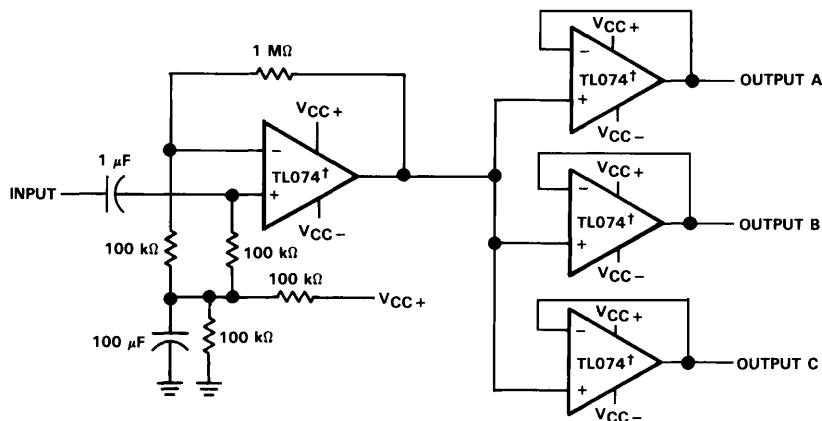 1 MΩ
VCC+
−
TL074†
+
VCC−
1 μF
INPUT
100 kΩ
100 kΩ
100 kΩ
VCC+
100 μF
100 kΩ
VCC+
−
TL074†
+
VCC−
OUTPUT A
VCC+
−
TL074†
+
VCC−
OUTPUT B
VCC+
−
TL074†
+
VCC−
OUTPUT C